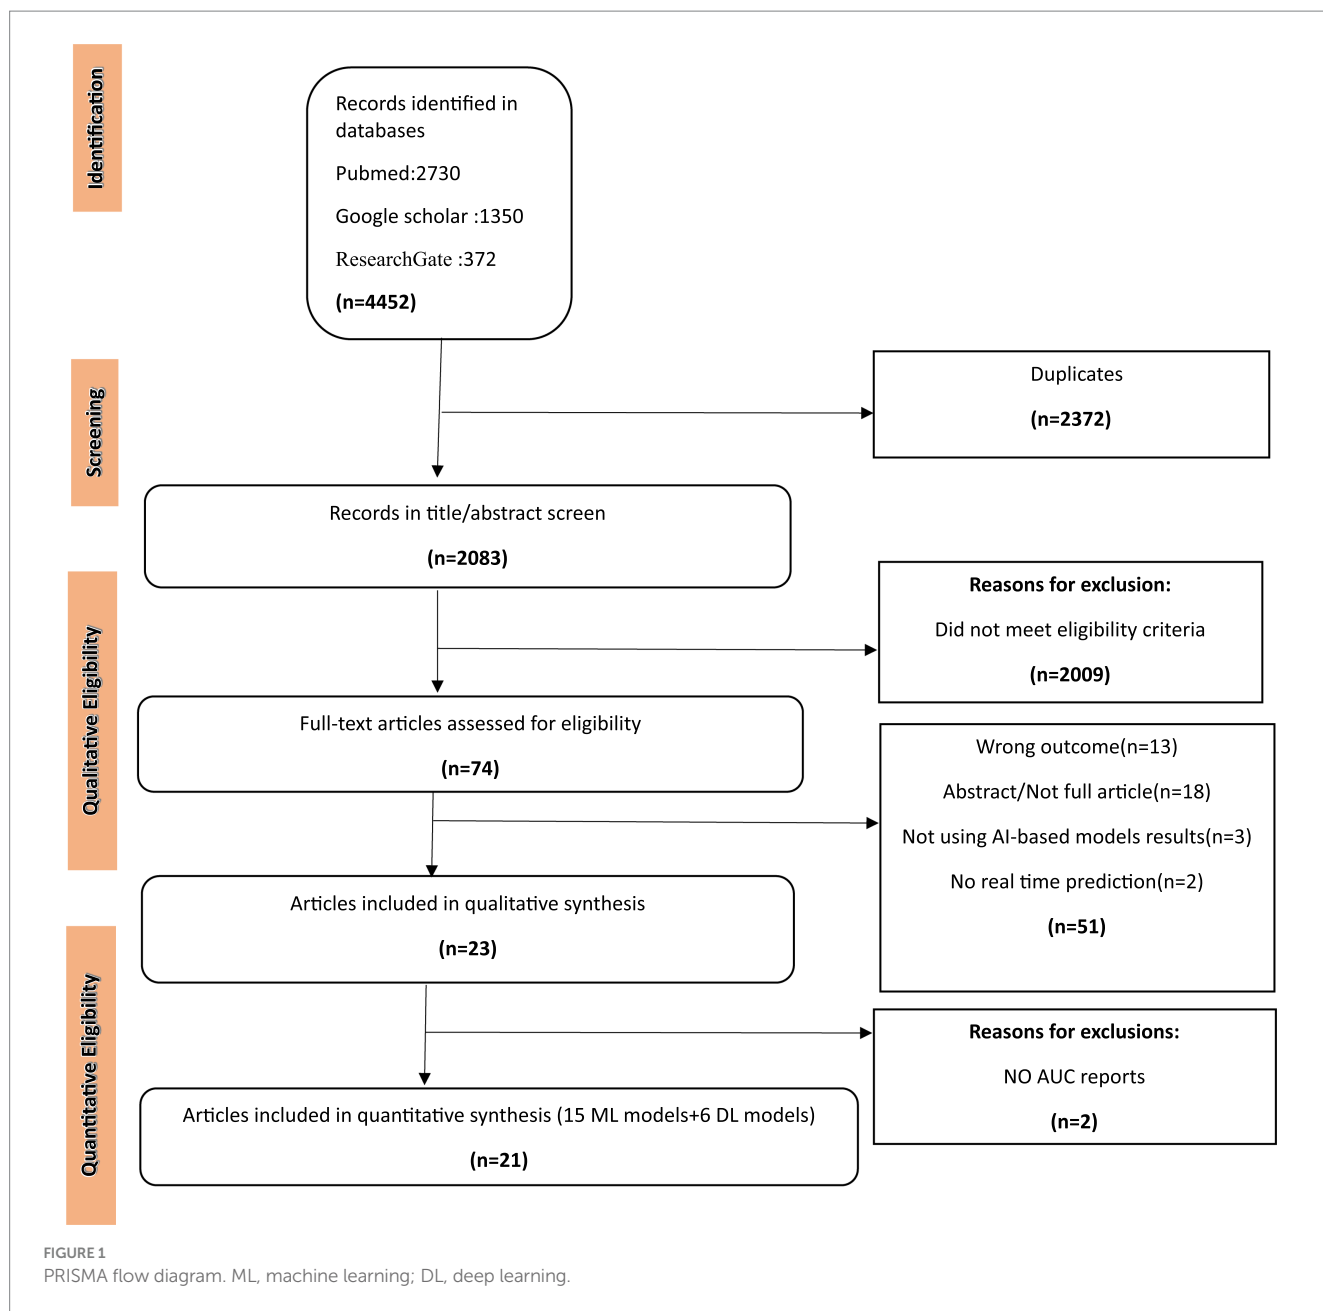 Identification
Records identified in
databases
Pubmed:2730
Google scholar :1350
ResearchGate :372
(n=4452)
Screening
Duplicates
(n=2372)
Records in title/abstract screen
(n=2083)
Qualitative Eligibility
Reasons for exclusion:
Did not meet eligibility criteria
(n=2009)
Full-text articles assessed for eligibility
(n=74)
Wrong outcome(n=13)
Abstract/Not full article(n=18)
Not using AI-based models results(n=3)
No real time prediction(n=2)
(n=51)
Articles included in qualitative synthesis
(n=23)
Quantitative Eligibility
Reasons for exclusions:
NO AUC reports
(n=2)
Articles included in quantitative synthesis (15 ML models+6 DL models)
(n=21)
FIGURE 1
PRISMA flow diagram. ML, machine learning; DL, deep learning.